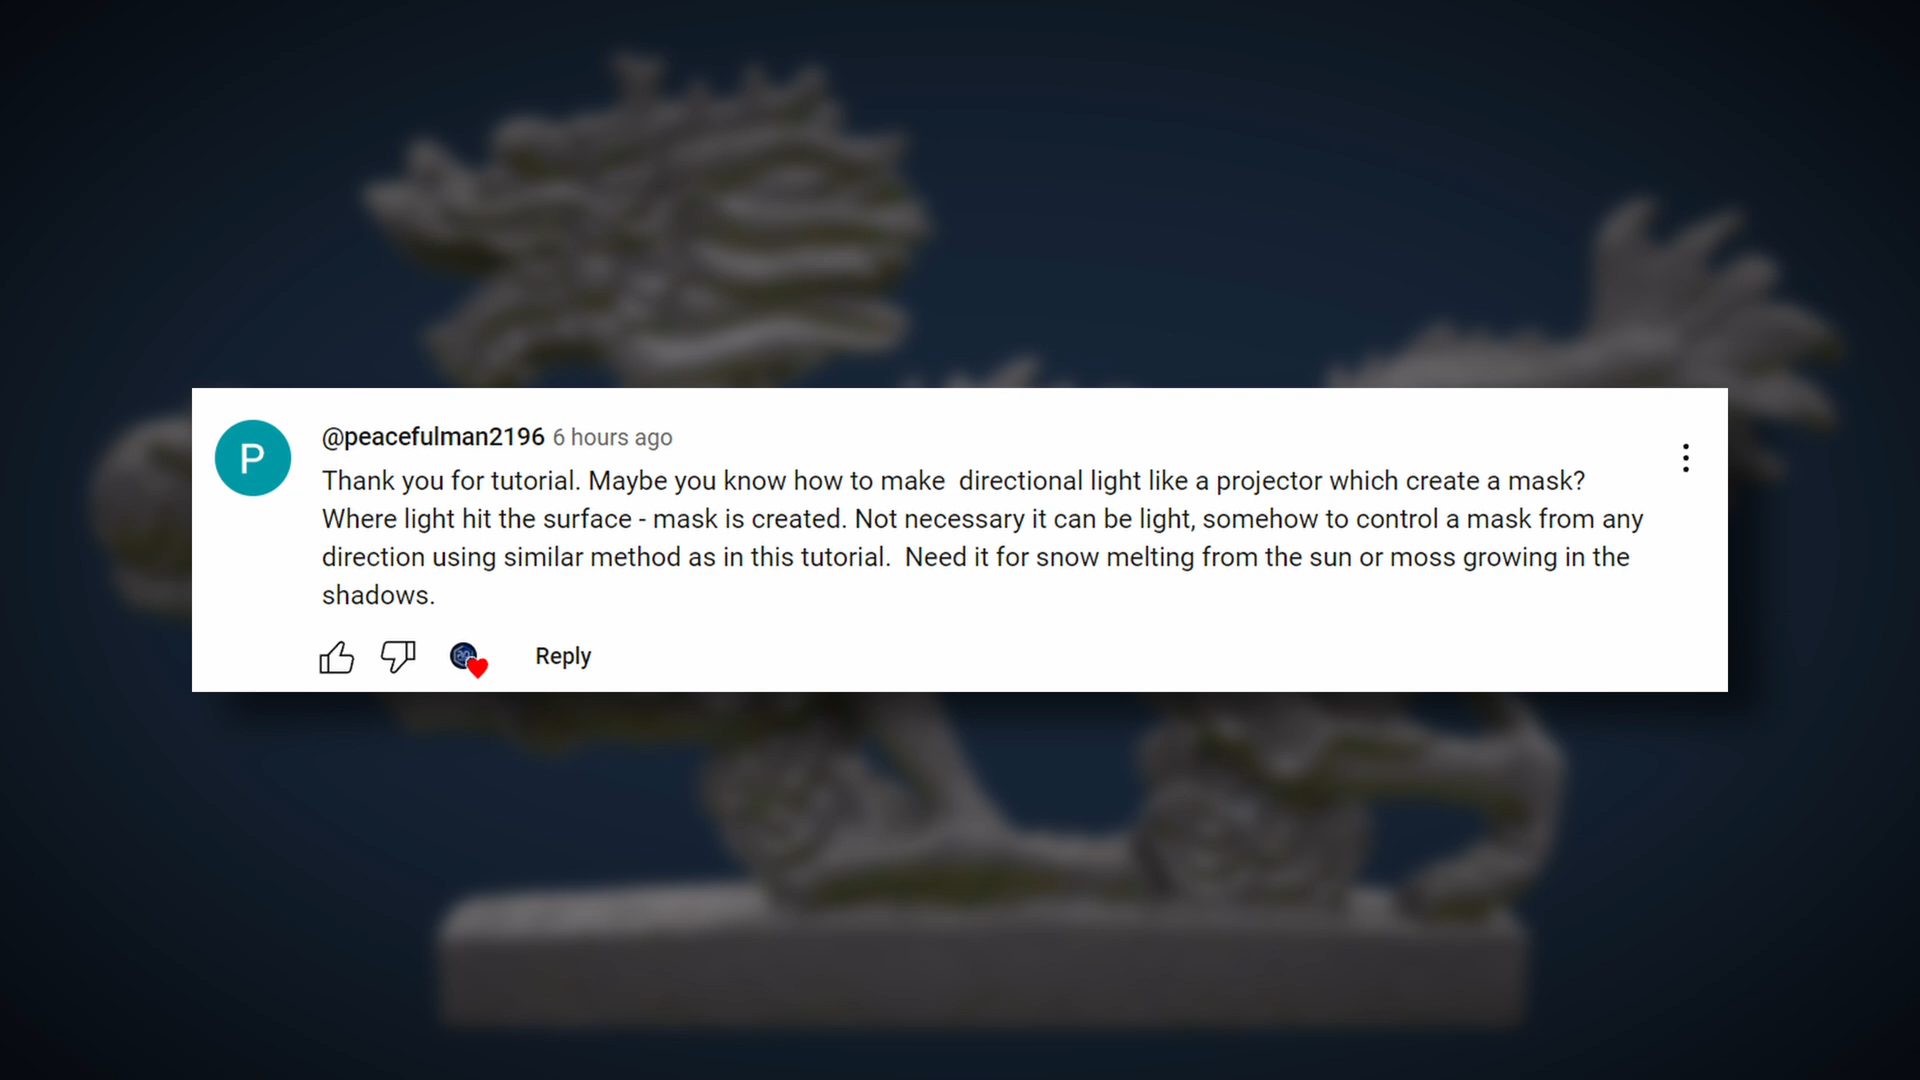 P
@peacefulman2196 6 hours ago
Thank you for tutorial. Maybe you know how to make  directional light like a projector which create a mask?
Where light hit the surface - mask is created. Not necessary it can be light, somehow to control a mask from any
direction using similar method as in this tutorial.  Need it for snow melting from the sun or moss growing in the
shadows.
Reply